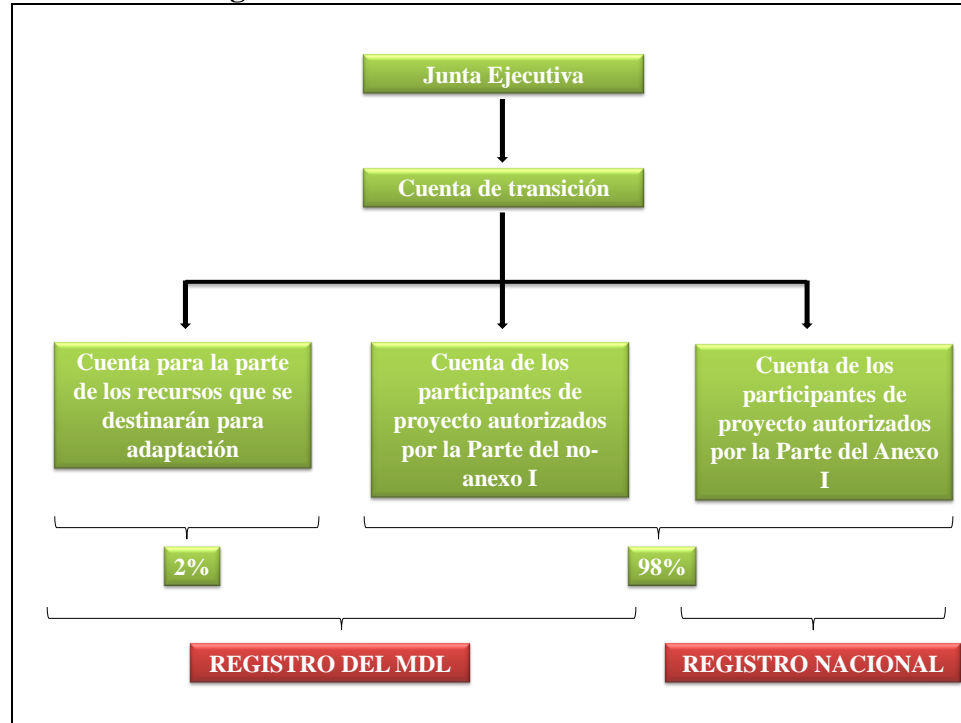 Junta Ejecutiva
Cuenta de transición
Cuenta para la parte
de los recursos que se
destinarán para
adaptación
Cuenta de los
participantes de
proyecto autorizados
por la Parte del no-
anexo I
Cuenta de los
participantes de
proyecto autorizados
por la Parte del Anexo
I
2%
98%
REGISTRO DEL MDL
REGISTRO NACIONAL